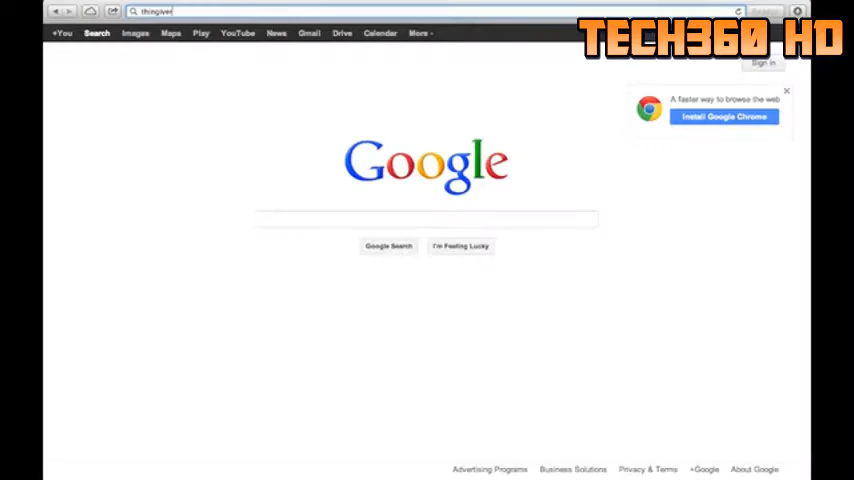 thingiver
+You Search Images Maps Play YouTube News Gmail Drive Calendar More
TECH360 HD
Sign in
A faster way to browse the web
Install Google Chrome
Google
Google Search I'm Feeling Lucky
Advertising Programs Business Solutions Privacy & Terms +Google About Google